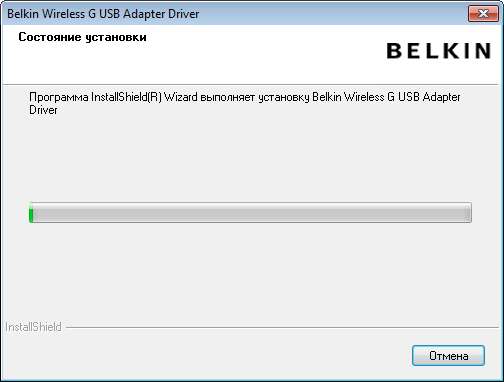 Belkin Wireless G USB Adapter Driver
Состояние установки
BELKIN
Программа InstallShield(R) Wizard выполняет установку Belkin Wireless G USB Adapter
Driver
InstallShield
Отмена